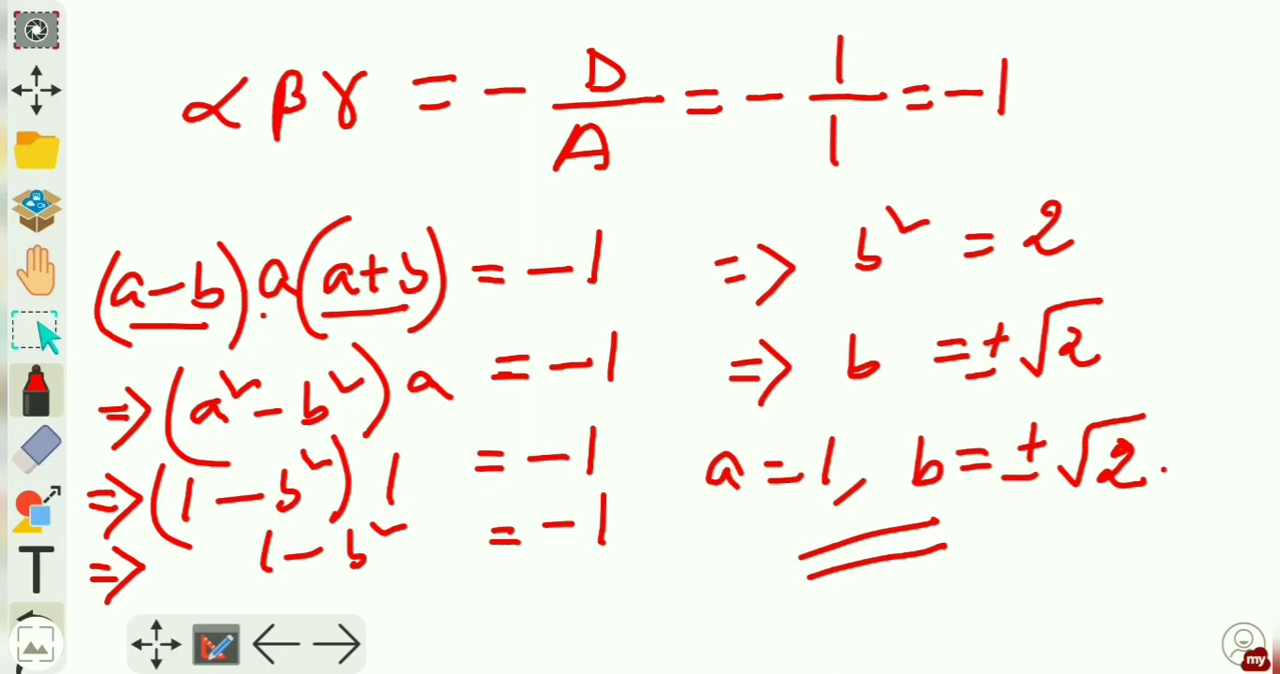 αβγ = - D/A = - 1/1 = -1
(a-b).a(a+b) = -1
=> (a² - b²) a = -1
=> (1 - b²) 1 = -1
=> 1 - b² = -1
=> b² = 2
=> b = ±√2
a = 1, b = ±√2.
T
my